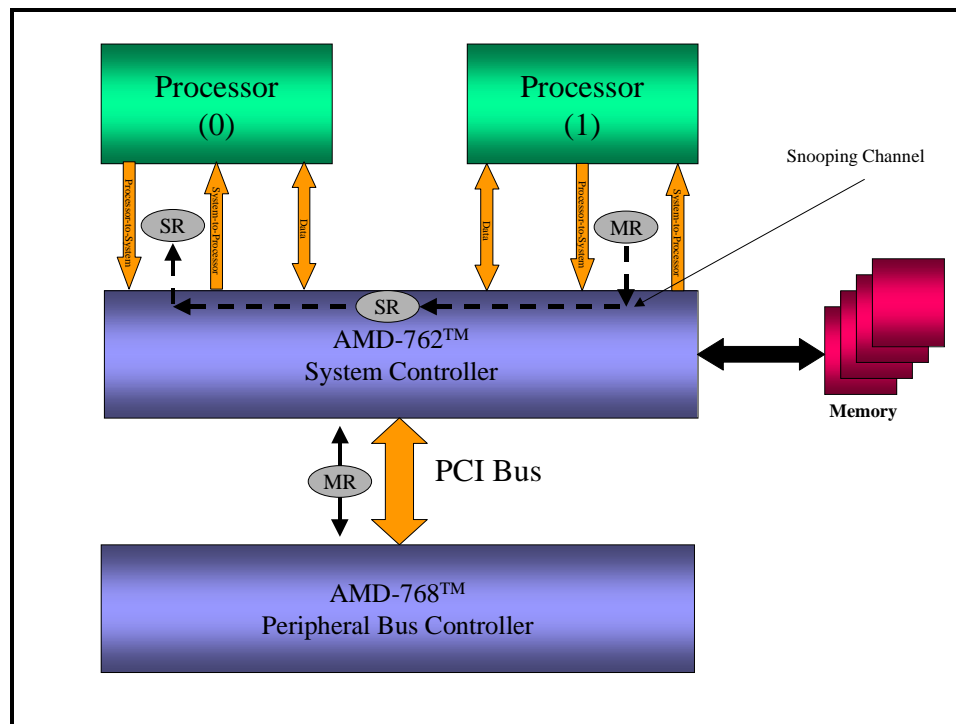 Processor
(0)
Processor
(1)
Snooping Channel
Processor-to-System
System-to-Processor
Data
Data
Processor-to-System
System-to-Processor
SR
MR
SR
AMD-762™
System Controller
Memory
MR
PCI Bus
AMD-768™
Peripheral Bus Controller